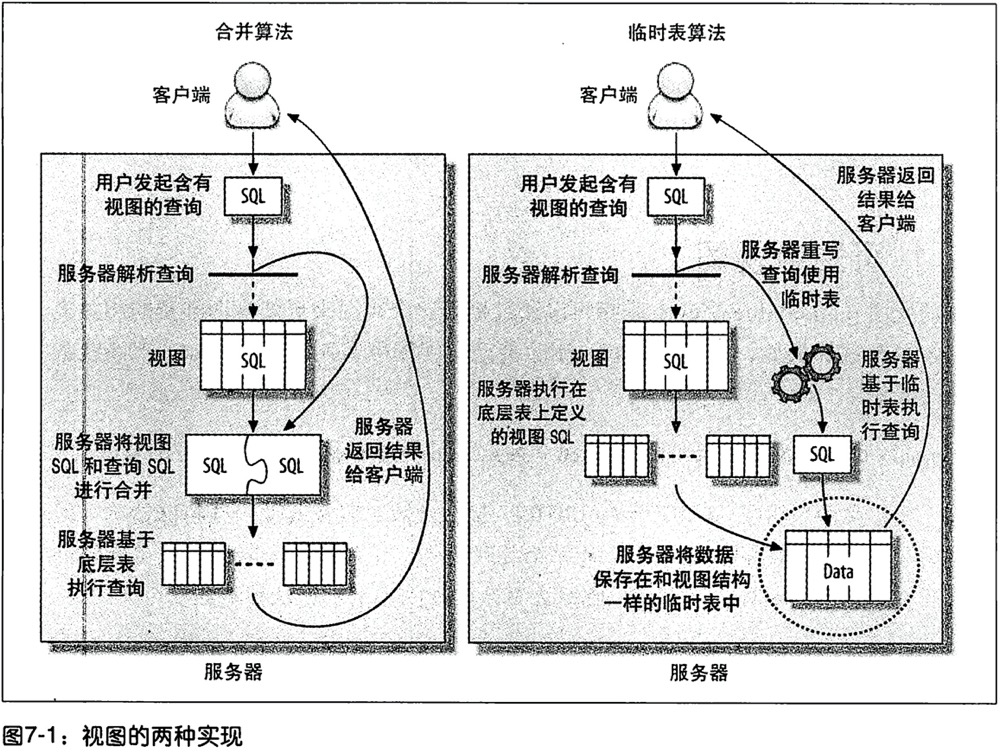 合并算法
客户端
用户发起含有
视图的查询
SQL
服务器解析查询
视图
SQL
服务器将视图
SQL 和查询 SQL
进行合并
SQL
SQL
服务器
返回结果
给客户端
服务器基于
底层表
执行查询
服务器
临时表算法
客户端
用户发起含有
视图的查询
SQL
服务器返回
结果给
客户端
服务器解析查询
服务器重写
查询使用
临时表
视图
SQL
服务器执行在
底层表上定义
的视图 SQL
服务器
基于临
时表执
行查询
SQL
服务器将数据
保存在和视图结构
一样的临时表中
Data
服务器
图7-1：视图的两种实现